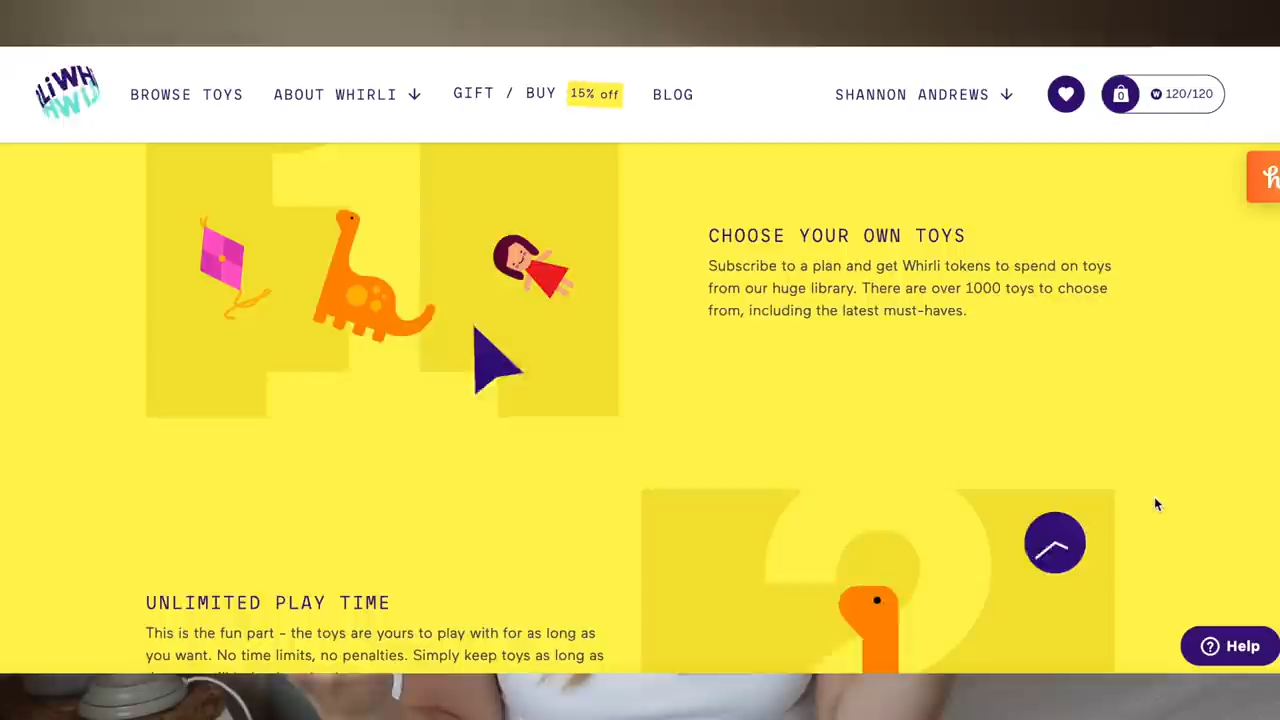 BROWSE TOYS
ABOUT WHIRLI
GIFT / BUY 15% off
BLOG
SHANNON ANDREWS
0
120/120
CHOOSE YOUR OWN TOYS
Subscribe to a plan and get Whirli tokens to spend on toys
from our huge library. There are over 1000 toys to choose
from, including the latest must-haves.
UNLIMITED PLAY TIME
This is the fun part - the toys are yours to play with for as long as
you want. No time limits, no penalties. Simply keep toys as long as
Help